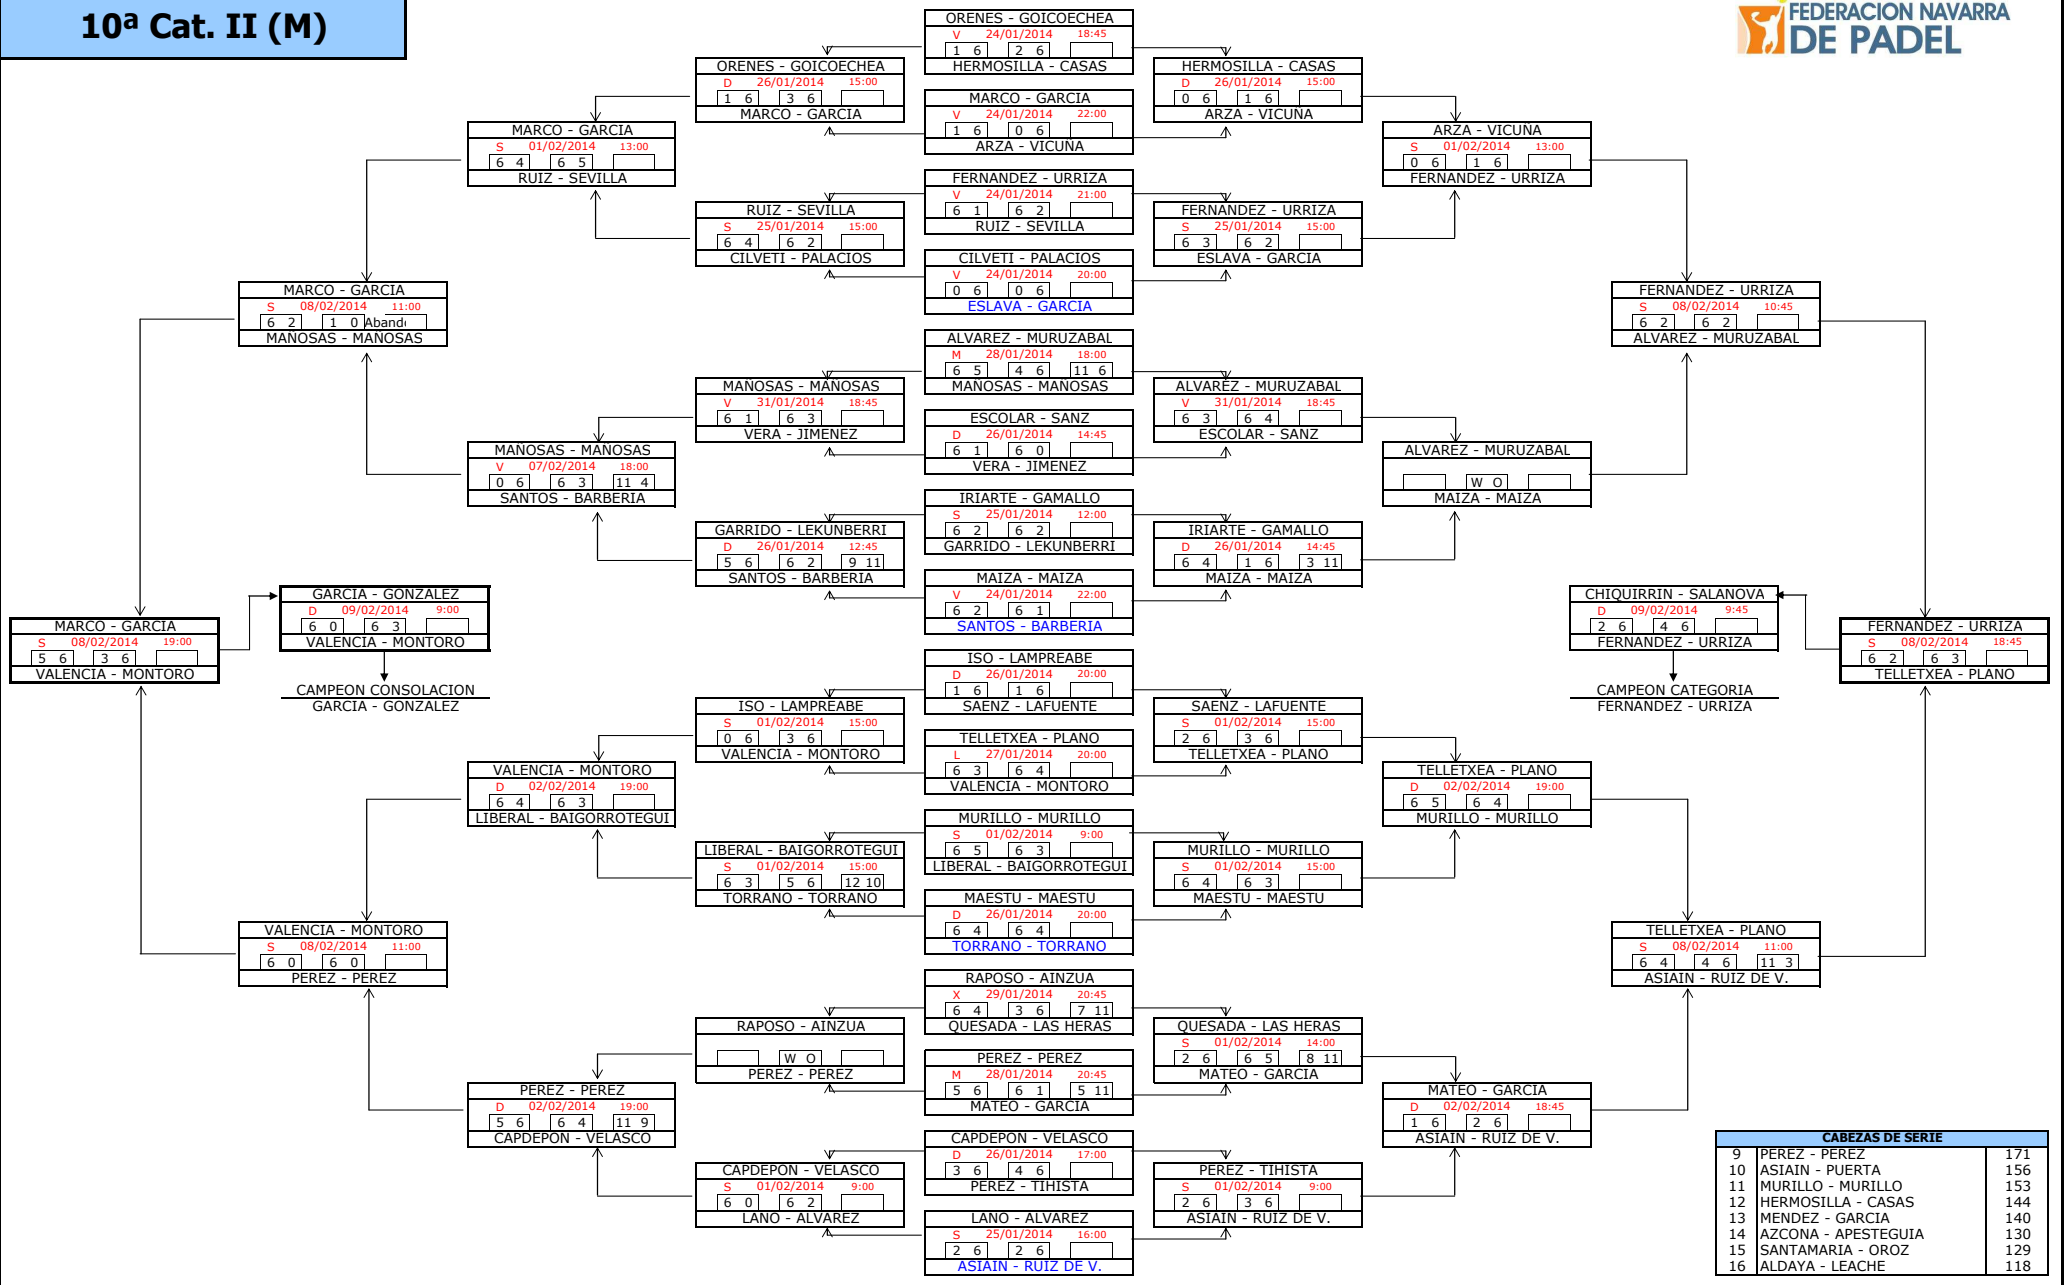 10ª Cat. II (M)
FEDERACION NAVARRA
DE PADEL
MARCO - GARCIA
S 08/02/2014 19:00
5 6 3 6
VALENCIA - MONTORO
GARCIA - GONZALEZ
D 09/02/2014 9:00
6 0 6 3
VALENCIA - MONTORO
CAMPEON CONSOLACION
GARCIA - GONZALEZ
MARCO - GARCIA
S 08/02/2014 11:00
6 2 1 0 Aband
MAÑOSAS - MAÑOSAS
VALENCIA - MONTORO
S 08/02/2014 11:00
6 0 6 0
PEREZ - PEREZ
MARCO - GARCIA
S 01/02/2014 13:00
6 4 6 5
RUIZ - SEVILLA
MAÑOSAS - MAÑOSAS
V 07/02/2014 18:00
0 6 6 3 11 4
SANTOS - BARBERIA
VALENCIA - MONTORO
D 02/02/2014 19:00
6 4 6 3
LIBERAL - BAIGORROTEGUI
PEREZ - PEREZ
D 02/02/2014 19:00
5 6 6 4 11 9
CAPDEPON - VELASCO
ORENES - GOICOECHEA
D 26/01/2014 15:00
1 6 3 6
MARCO - GARCIA
RUIZ - SEVILLA
S 25/01/2014 15:00
6 4 6 2
CILVETI - PALACIOS
MAÑOSAS - MAÑOSAS
V 31/01/2014 18:45
6 1 6 3
VERA - JIMENEZ
GARRIDO - LEKUNBERRI
D 26/01/2014 12:45
5 6 6 2 9 11
SANTOS - BARBERIA
ISO - LAMPREABE
S 01/02/2014 15:00
0 6 3 6
VALENCIA - MONTORO
LIBERAL - BAIGORROTEGUI
S 01/02/2014 15:00
6 3 5 6 12 10
TORRANO - TORRANO
RAPOSO - AINZUA
W O
PEREZ - PEREZ
CAPDEPON - VELASCO
S 01/02/2014 9:00
6 0 6 2
LANO - ALVAREZ
ORENES - GOICOECHEA
V 24/01/2014 18:45
1 6 2 6
HERMOSILLA - CASAS
MARCO - GARCIA
V 24/01/2014 22:00
1 6 0 6
ARZA - VICUÑA
FERNANDEZ - URRIZA
V 24/01/2014 21:00
6 1 6 2
RUIZ - SEVILLA
CILVETI - PALACIOS
V 24/01/2014 20:00
0 6 0 6
ESLAVA - GARCIA
ALVAREZ - MURUZABAL
M 28/01/2014 18:00
6 5 4 6 11 6
MAÑOSAS - MAÑOSAS
ESCOLAR - SANZ
D 26/01/2014 14:45
6 1 6 0
VERA - JIMENEZ
IRIARTE - GAMALLO
S 25/01/2014 12:00
6 2 6 2
GARRIDO - LEKUNBERRI
MAIZA - MAIZA
V 24/01/2014 22:00
6 2 6 1
SANTOS - BARBERIA
ISO - LAMPREABE
D 26/01/2014 20:00
1 6 1 6
SAENZ - LAFUENTE
TELLETXEA - PLANO
L 27/01/2014 20:00
6 3 6 4
VALENCIA - MONTORO
MURILLO - MURILLO
S 01/02/2014 9:00
6 5 6 3
LIBERAL - BAIGORROTEGUI
MAESTU - MAESTU
D 26/01/2014 20:00
6 4 6 4
TORRANO - TORRANO
RAPOSO - AINZUA
X 29/01/2014 20:45
6 4 3 6 7 11
QUESADA - LAS HERAS
PEREZ - PEREZ
M 28/01/2014 20:45
5 6 6 1 5 11
MATEO - GARCIA
CAPDEPON - VELASCO
D 26/01/2014 17:00
3 6 4 6
PEREZ - TIHISTA
LANO - ALVAREZ
S 25/01/2014 16:00
2 6 2 6
ASIAIN - RUIZ DE V.
HERMOSILLA - CASAS
D 26/01/2014 15:00
0 6 1 6
ARZA - VICUÑA
FERNANDEZ - URRIZA
S 25/01/2014 15:00
6 3 6 2
ESLAVA - GARCIA
ALVAREZ - MURUZABAL
V 31/01/2014 18:45
6 3 6 4
ESCOLAR - SANZ
IRIARTE - GAMALLO
D 26/01/2014 14:45
6 4 1 6 3 11
MAIZA - MAIZA
SAENZ - LAFUENTE
S 01/02/2014 15:00
2 6 3 6
TELLETXEA - PLANO
MURILLO - MURILLO
S 01/02/2014 15:00
6 4 6 3
MAESTU - MAESTU
QUESADA - LAS HERAS
S 01/02/2014 14:00
2 6 6 5 8 11
MATEO - GARCIA
PEREZ - TIHISTA
S 01/02/2014 9:00
2 6 3 6
ASIAIN - RUIZ DE V.
ARZA - VICUÑA
S 01/02/2014 13:00
0 6 1 6
FERNANDEZ - URRIZA
ALVAREZ - MURUZABAL
W O
MAIZA - MAIZA
TELLETXEA - PLANO
D 02/02/2014 19:00
6 5 6 4
MURILLO - MURILLO
MATEO - GARCIA
D 02/02/2014 18:45
1 6 2 6
ASIAIN - RUIZ DE V.
FERNANDEZ - URRIZA
S 08/02/2014 10:45
6 2 6 2
ALVAREZ - MURUZABAL
TELLETXEA - PLANO
S 08/02/2014 11:00
6 4 4 6 11 3
ASIAIN - RUIZ DE V.
CHIQUIRRIN - SALANOVA
D 09/02/2014 9:45
2 6 4 6
FERNANDEZ - URRIZA
CAMPEON CATEGORIA
FERNANDEZ - URRIZA
FERNANDEZ - URRIZA
S 08/02/2014 18:45
6 2 6 3
TELLETXEA - PLANO
CABEZAS DE SERIE
9 PEREZ - PEREZ 171
10 ASIAIN - PUERTA 156
11 MURILLO - MURILLO 153
12 HERMOSILLA - CASAS 144
13 MENDEZ - GARCIA 140
14 AZCONA - APESTEGUIA 130
15 SANTAMARIA - OROZ 129
16 ALDAYA - LEACHE 118